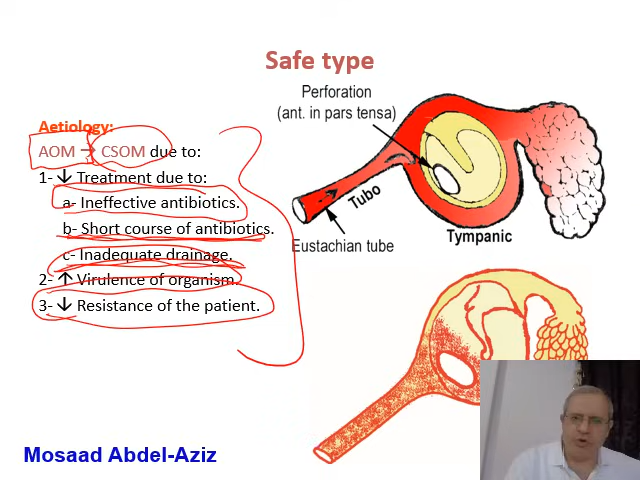 Safe type
Perforation
(ant. in pars tensa)
Aetiology:
AOM → CSOM due to:
1- ↓ Treatment due to:
a- Ineffective antibiotics.
b- Short course of antibiotics.
c- Inadequate drainage.
2- ↑ Virulence of organism.
3- ↓ Resistance of the patient.
Tubo
Tympanic
Eustachian tube
Mosaad Abdel-Aziz